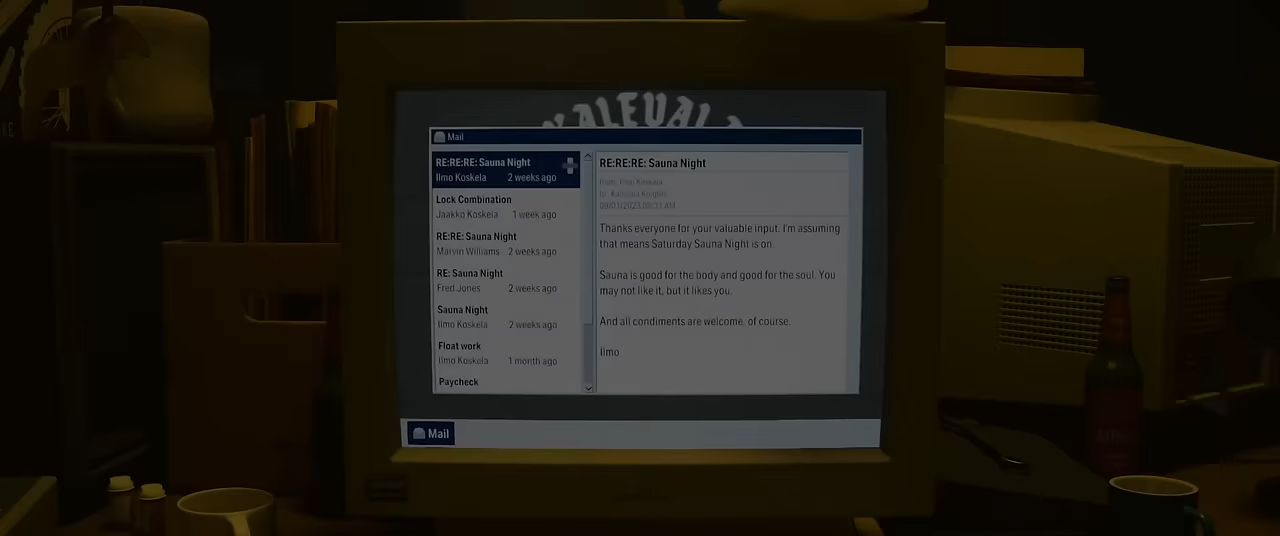 Mail
RE:RE:RE: Sauna Night
Ilmo Koskela 2 weeks ago
Lock Combination
Jaakko Koskela 1 week ago
RE:RE: Sauna Night
Marvin Williams 2 weeks ago
RE: Sauna Night
Fred Jones 2 weeks ago
Sauna Night
Ilmo Koskela 2 weeks ago
Float work
Ilmo Koskela 1 month ago
Paycheck
RE:RE:RE: Sauna Night
from: Ilmo Koskela
to: Kalevala Knights
Thanks everyone for your valuable input. I'm assuming
that means Saturday Sauna Night is on.
Sauna is good for the body and good for the soul. You
may not like it, but it likes you.
And all condiments are welcome, of course.
Ilmo
Mail